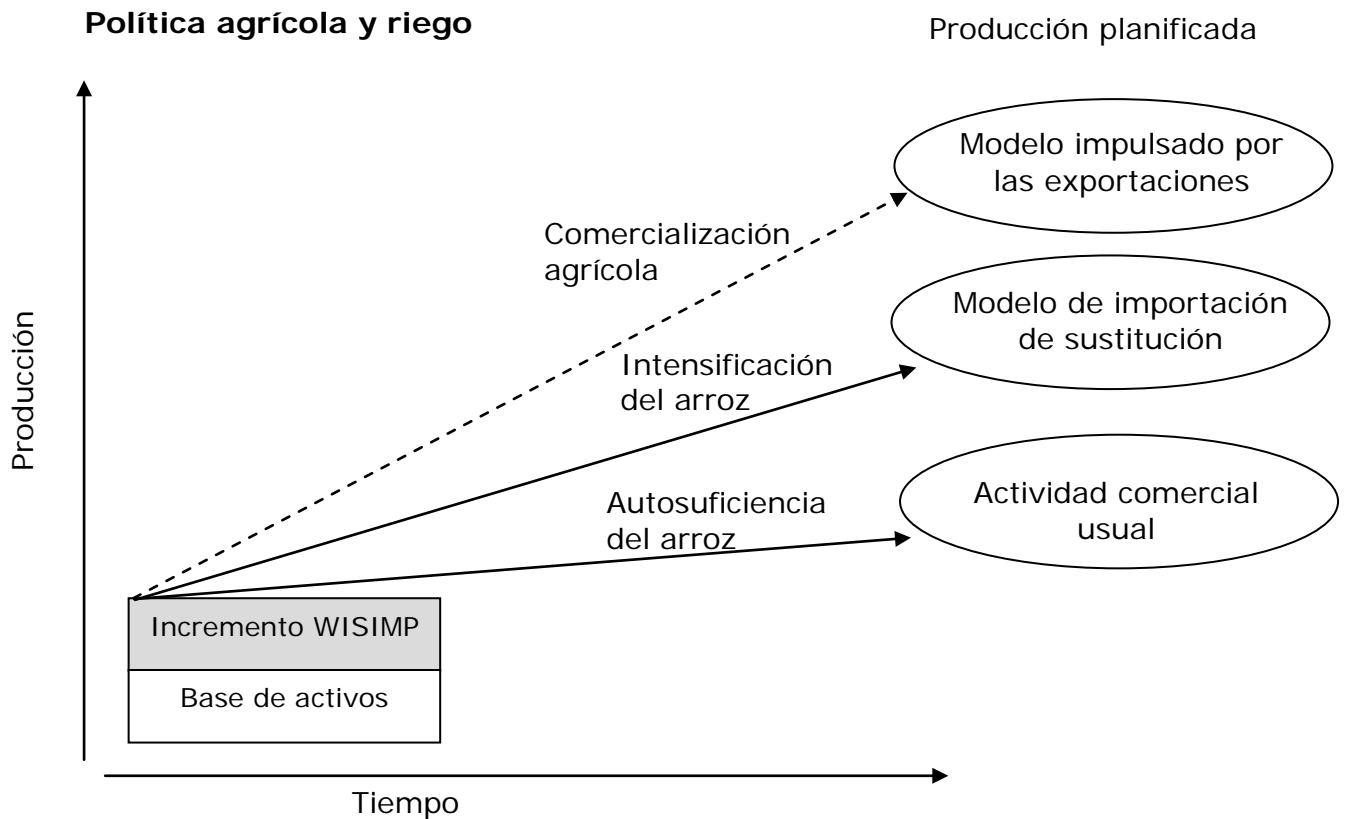 Política agrícola y riego
Producción planificada
Modelo impulsado por
las exportaciones
Comercialización
agrícola
Modelo de importación
de sustitución
Producción
Intensificación
del arroz
Autosuficiencia
del arroz
Actividad comercial
usual
Incremento WISIMP
Base de activos
Tiempo